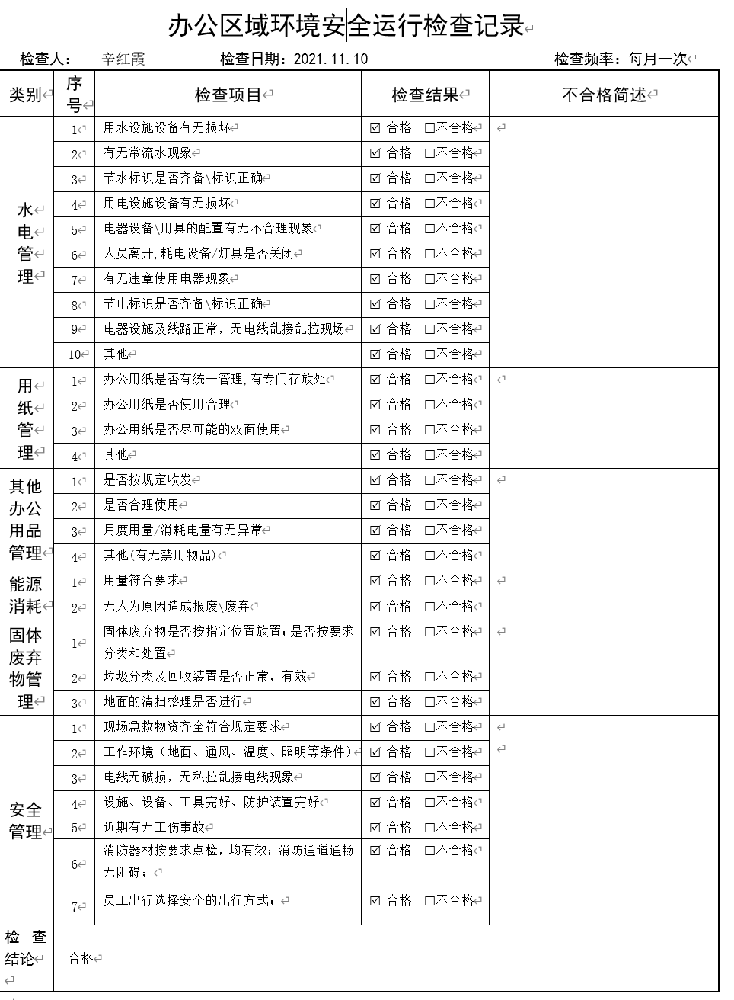 办公区域环境安全运行检查记录
检查人： 辛红霞 检查日期：2021.11.10 检查频率：每月一次
类别 序号 检查项目 检查结果 不合格简述
水电管理
1 用水设施设备有无损坏 ☑ 合格 □不合格
2 有无常流水现象 ☑ 合格 □不合格
3 节水标识是否齐备\标识正确 ☑ 合格 □不合格
4 用电设施设备有无损坏 ☑ 合格 □不合格
5 电器设备\用具的配置有无不合理现象 ☑ 合格 □不合格
6 人员离开,耗电设备/灯具是否关闭 ☑ 合格 □不合格
7 有无违章使用电器现象 ☑ 合格 □不合格
8 节电标识是否齐备\标识正确 ☑ 合格 □不合格
9 电器设施及线路正常，无电线乱接乱拉现场 ☑ 合格 □不合格
10 其他 ☑ 合格 □不合格
用纸管理
1 办公用纸是否有统一管理,有专门存放处 ☑ 合格 □不合格
2 办公用纸是否使用合理 ☑ 合格 □不合格
3 办公用纸是否尽可能的双面使用 ☑ 合格 □不合格
4 其他 ☑ 合格 □不合格
其他办公用品管理
1 是否按规定收发 ☑ 合格 □不合格
2 是否合理使用 ☑ 合格 □不合格
3 月度用量/消耗电量有无异常 ☑ 合格 □不合格
4 其他(有无禁用物品) ☑ 合格 □不合格
能源消耗
1 用量符合要求 ☑ 合格 □不合格
2 无人为原因造成报废\废弃 ☑ 合格 □不合格
固体废弃物管理
1 固体废弃物是否按指定位置放置；是否按要求 ☑ 合格 □不合格
分类和处置
2 垃圾分类及回收装置是否正常，有效 ☑ 合格 □不合格
3 地面的清扫整理是否进行 ☑ 合格 □不合格
安全管理
1 现场急救物资齐全符合规定要求 ☑ 合格 □不合格
2 工作环境（地面、通风、温度、照明等条件） ☑ 合格 □不合格
3 电线无破损，无私拉乱接电线现象 ☑ 合格 □不合格
4 设施、设备、工具完好、防护装置完好 ☑ 合格 □不合格
5 近期有无工伤事故 ☑ 合格 □不合格
6 消防器材按要求点检，均有效；消防通道通畅 ☑ 合格 □不合格
无阻碍；
7 员工出行选择安全的出行方式； ☑ 合格 □不合格
检 查
结论 合格